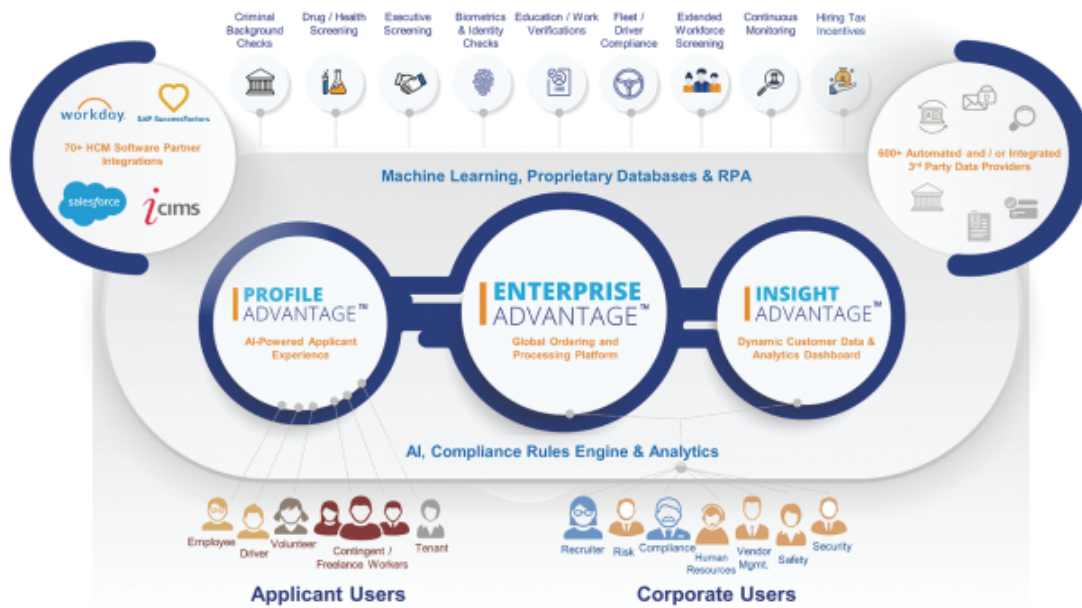 Criminal
Background
Checks
Drug / Health
Screening
Executive
Screening
Biometrics
& Identity
Checks
Education / Work
Verifications
Fleet /
Driver
Compliance
Extended
Workforce
Screening
Continuous
Monitoring
Hiring Tax
Incentives
workday.
SAP SuccessFactors
70+ HCM Software Partner
Integrations
salesforce
icims
600+ Automated and / or Integrated
3rd Party Data Providers
Machine Learning, Proprietary Databases & RPA
PROFILE
ADVANTAGE™
AI-Powered Applicant
Experience
ENTERPRISE
ADVANTAGE™
Global Ordering and
Processing Platform
INSIGHT
ADVANTAGE™
Dynamic Customer Data &
Analytics Dashboard
AI, Compliance Rules Engine & Analytics
Employee
Driver
Volunteer
Contingent /
Freelance Workers
Tenant
Recruiter
Risk
Compliance
Human
Resources
Vendor
Mgmt.
Safety
Security
Applicant Users
Corporate Users